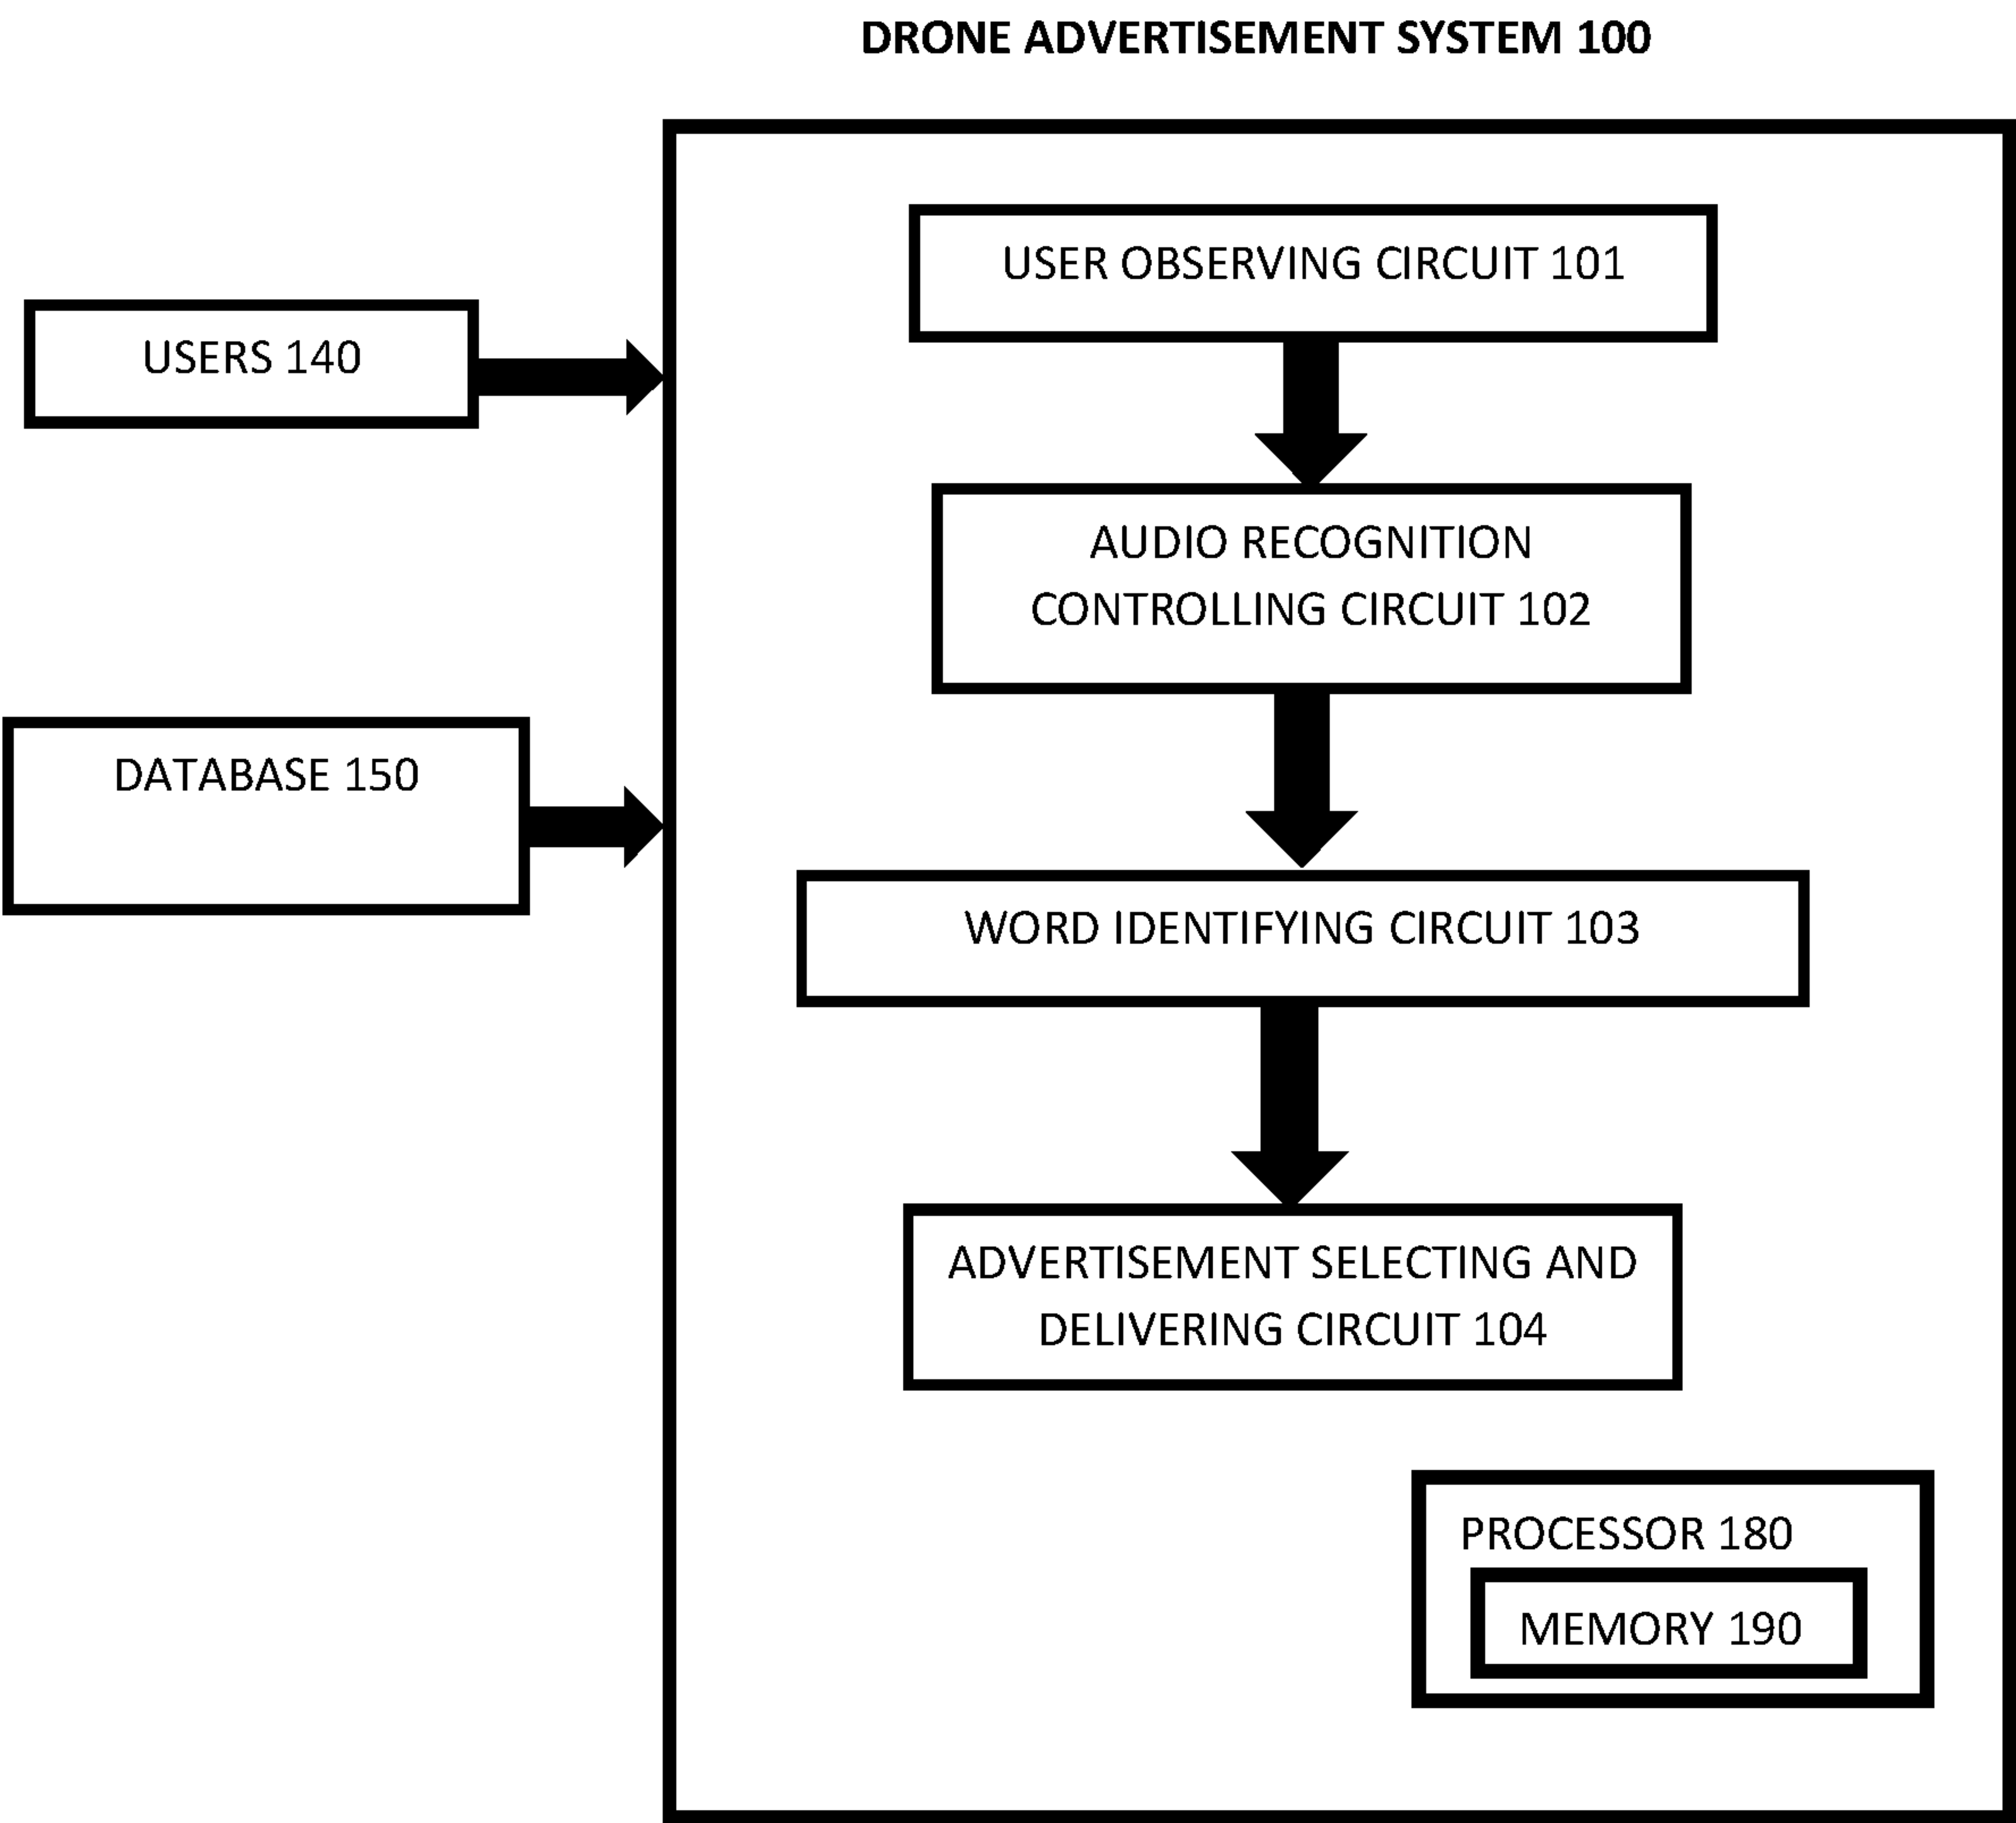 DRONE ADVERTISEMENT SYSTEM 100
USER OBSERVING CIRCUIT 101
USERS 140
AUDIO RECOGNITION
CONTROLLING CIRCUIT 102
DATABASE 150
WORD IDENTIFYING CIRCUIT 103
ADVERTISEMENT SELECTING AND
DELIVERING CIRCUIT 104
PROCESSOR 180
MEMORY 190